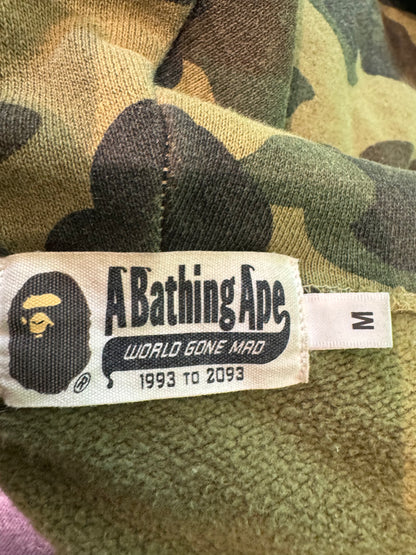 A Bathing Ape
WORLD GONE MAD
1993 TO 2093
®
M